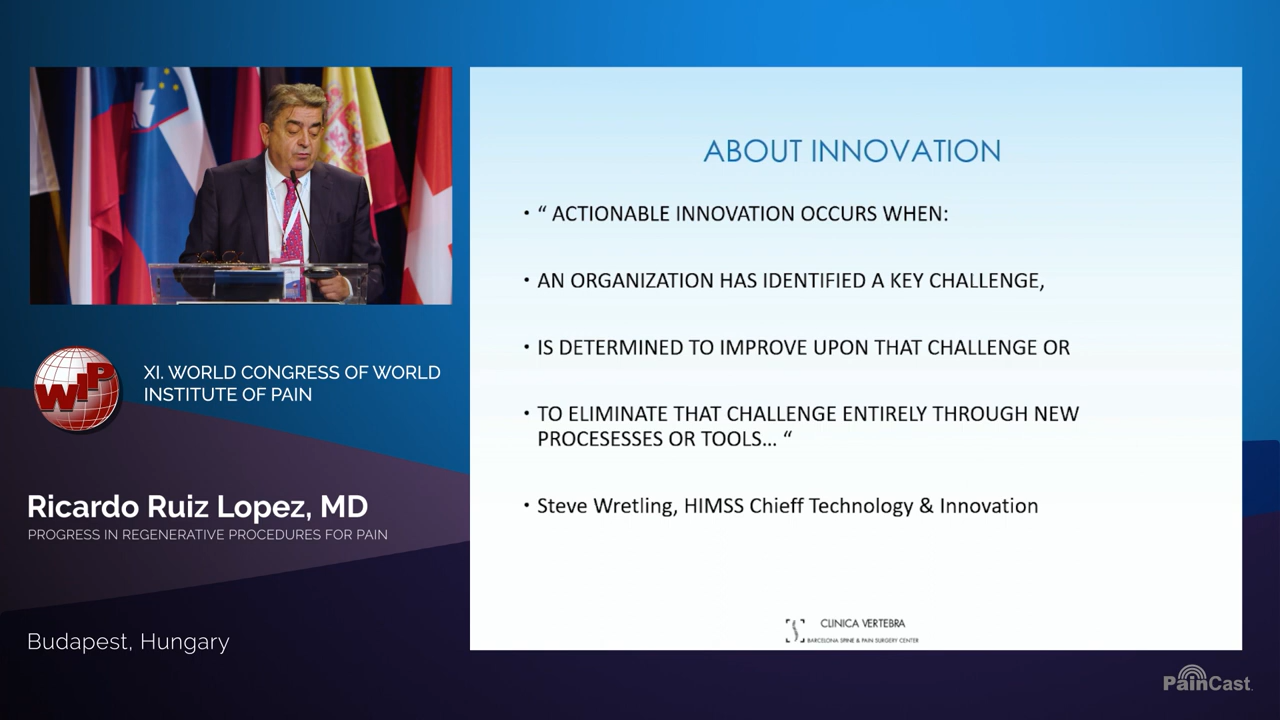 ABOUT INNOVATION
• “ ACTIONABLE INNOVATION OCCURS WHEN:
• AN ORGANIZATION HAS IDENTIFIED A KEY CHALLENGE,
• IS DETERMINED TO IMPROVE UPON THAT CHALLENGE OR
• TO ELIMINATE THAT CHALLENGE ENTIRELY THROUGH NEW
PROCESESSES OR TOOLS... “
• Steve Wretling, HIMSS Chieff Technology & Innovation
CLINICA VERTEBRA
BARCELONA SPINE & PAIN SURGERY CENTER
WIP
XI. WORLD CONGRESS OF WORLD
INSTITUTE OF PAIN
Ricardo Ruiz Lopez, MD
PROGRESS IN REGENERATIVE PROCEDURES FOR PAIN
Budapest, Hungary
PainCast.